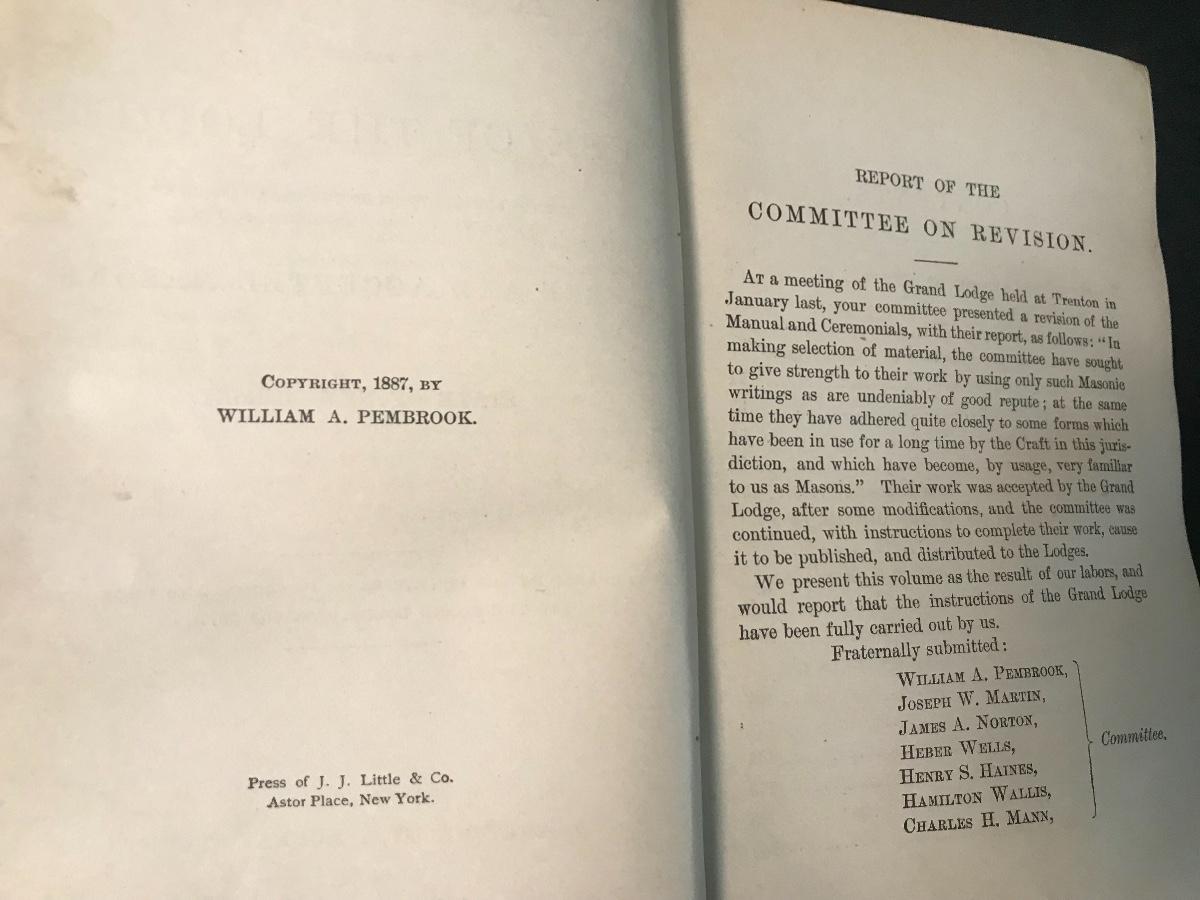 COPYRIGHT, 1887, BY
WILLIAM A. PEMBROOK.
Press of J. J. Little & Co.
Astor Place, New York.
REPORT OF THE
COMMITTEE ON REVISION.
AT a meeting of the Grand Lodge held at Trenton in
January last, your committee presented a revision of the
Manual and Ceremonials, with their report, as follows: “In
making selection of material, the committee have sought
to give strength to their work by using only such Masonic
writings as are undeniably of good repute; at the same
time they have adhered quite closely to some forms which
have been in use for a long time by the Craft in this juris-
diction, and which have become, by usage, very familiar
to us as Masons.” Their work was accepted by the Grand
Lodge, after some modifications, and the committee was
continued, with instructions to complete their work, cause
it to be published, and distributed to the Lodges.
We present this volume as the result of our labors, and
would report that the instructions of the Grand Lodge
have been fully carried out by us.
Fraternally submitted:
WILLIAM A. PEMBROOK,
JOSEPH W. MARTIN,
JAMES A. NORTON,
HEBER WELLS,
HENRY S. HAINES,
HAMILTON WALLIS,
CHARLES H. MANN,
Committee.